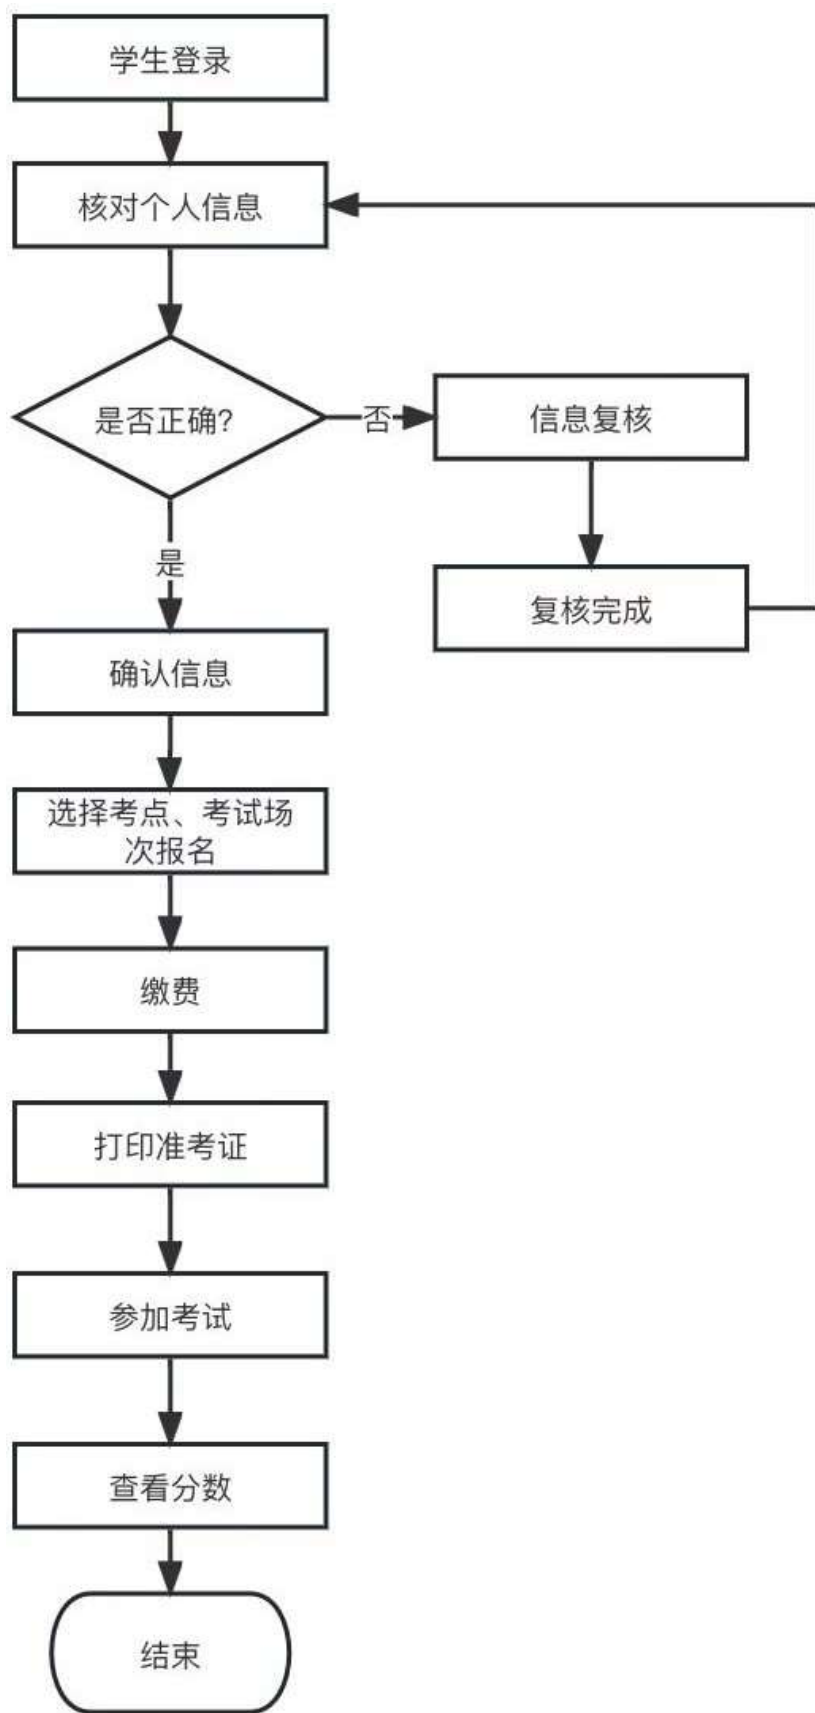 学生登录
核对个人信息
是否正确?
否
信息复核
是
复核完成
确认信息
选择考点、考试场
次报名
缴费
打印准考证
参加考试
查看分数
结束